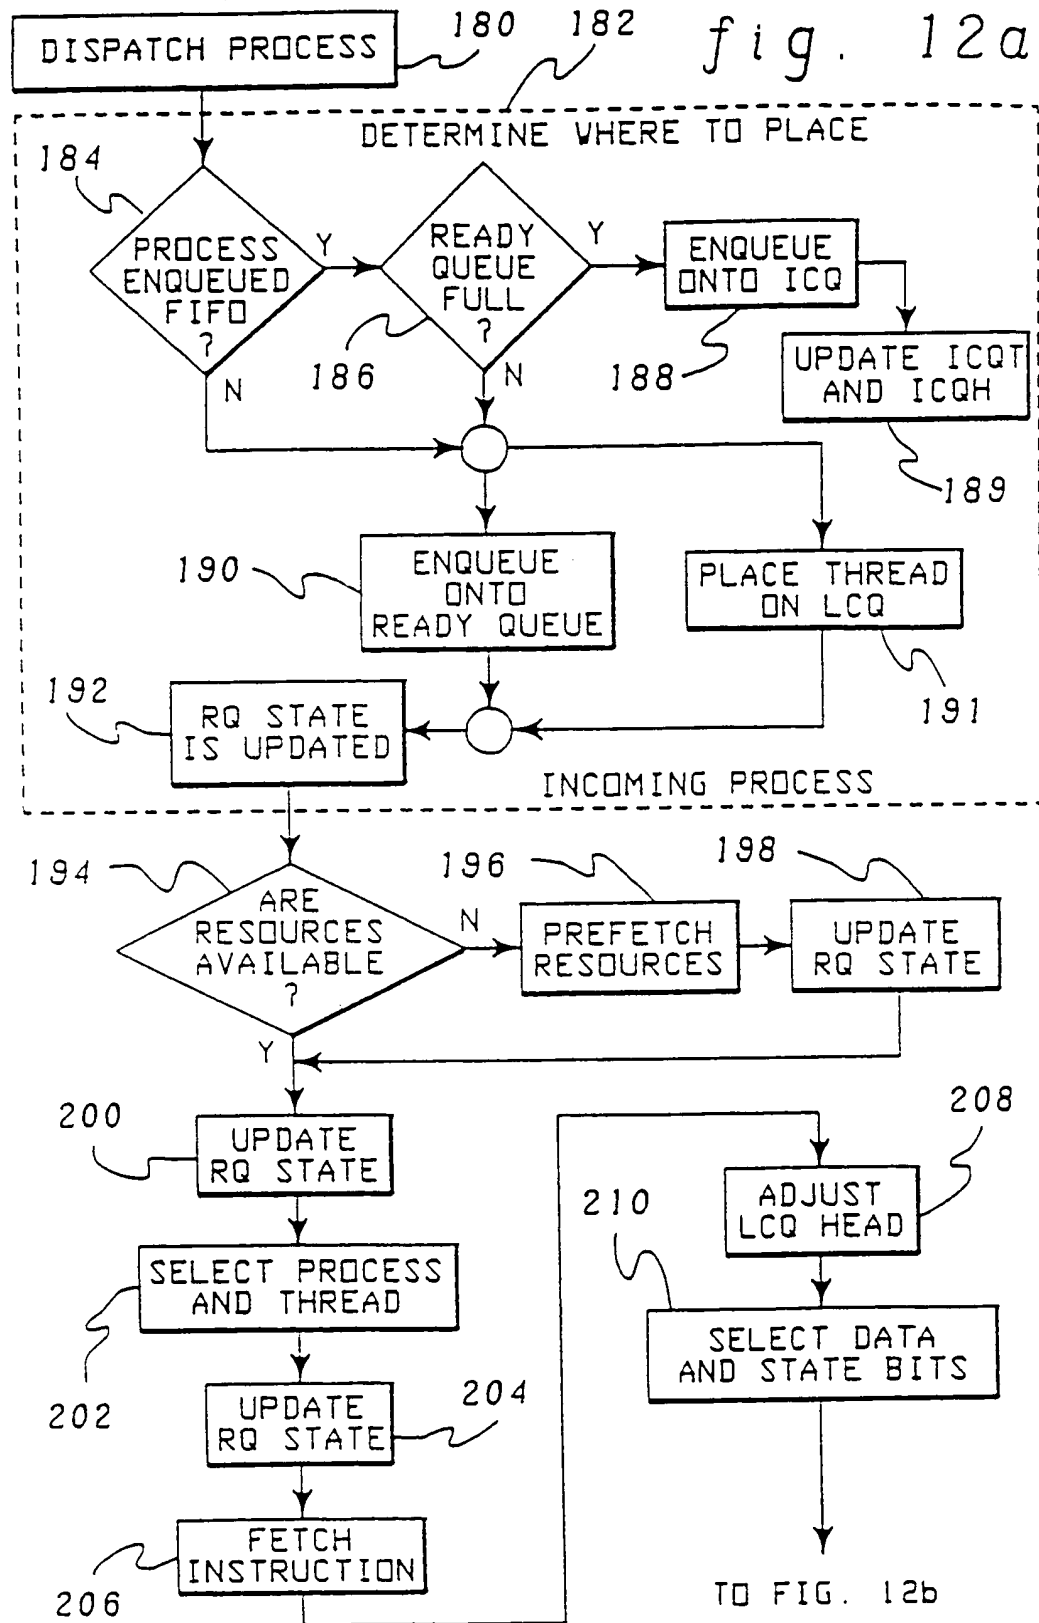 fig. 12a
DISPATCH PROCESS
180
182
DETERMINE WHERE TO PLACE
184
PROCESS
ENQUEUED
FIFO
?
Y
N
READY
QUEUE
FULL
?
Y
N
186
ENQUEUE
ONTO ICQ
188
UPDATE ICQT
AND ICQH
189
190
ENQUEUE
ONTO
READY QUEUE
PLACE THREAD
ON LCQ
191
192
RQ STATE
IS UPDATED
INCOMING PROCESS
194
ARE
RESOURCES
AVAILABLE
?
N
Y
196
PREFETCH
RESOURCES
198
UPDATE
RQ STATE
200
UPDATE
RQ STATE
202
SELECT PROCESS
AND THREAD
204
UPDATE
RQ STATE
206
FETCH
INSTRUCTION
208
ADJUST
LCQ HEAD
210
SELECT DATA
AND STATE BITS
TO FIG. 12b